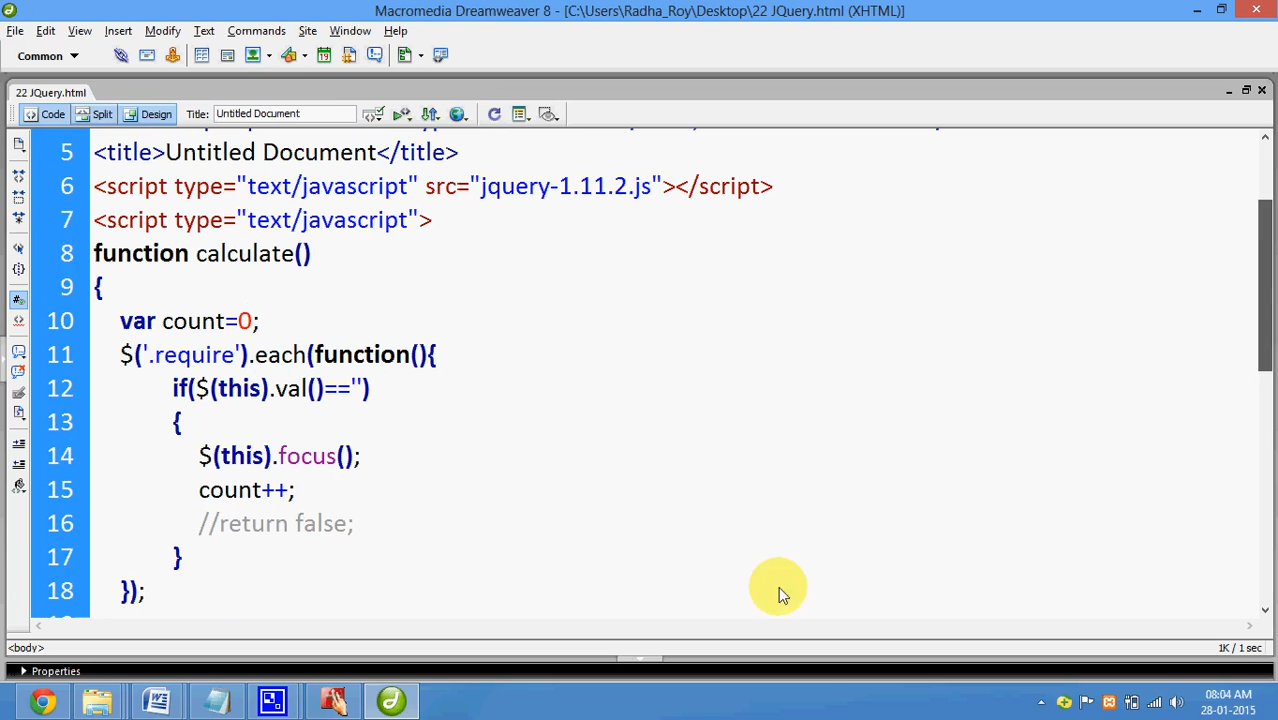 Macromedia Dreamweaver 8 - [C:\Users\Radha_Roy\Desktop\22 JQuery.html (XHTML)]
File Edit View Insert Modify Text Commands Site Window Help
Common
22 JQuery.html
Code Split Design Title: Untitled Document
5 <title>Untitled Document</title>
6 <script type="text/javascript" src="jquery-1.11.2.js"></script>
7 <script type="text/javascript">
8 function calculate()
9 {
10 var count=0;
11 $('.require').each(function(){
12 if($(this).val()=='')
13 {
14 $(this).focus();
15 count++;
16 //return false;
17 }
18 });
<body>
1K / 1 sec
Properties
08:04 AM
28-01-2015